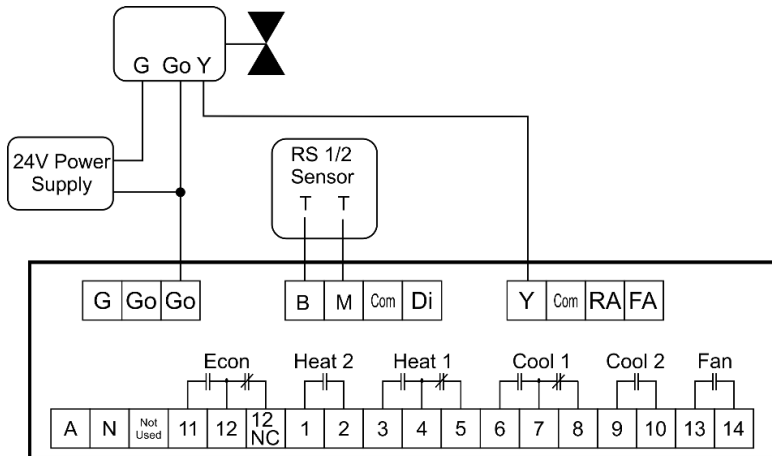 G Go Y
24V Power
Supply
RS 1/2
Sensor
T T
G Go Go
B M Com Di
Y Com RA FA
Econ Heat 2 Heat 1 Cool 1 Cool 2 Fan
A N Not
Used 11 12 12
NC 1 2 3 4 5 6 7 8 9 10 13 14